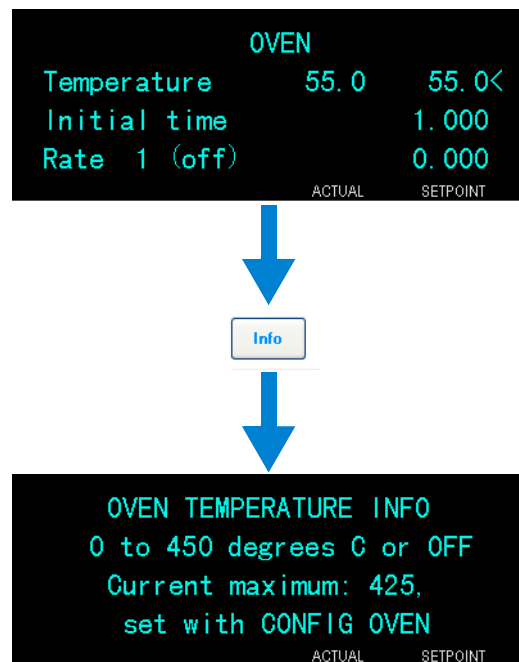 OVEN
Temperature 55.0 55.0<
Initial time 1.000
Rate 1 (off) 0.000
ACTUAL SETPOINT
Info
OVEN TEMPERATURE INFO
0 to 450 degrees C or OFF
Current maximum: 425,
set with CONFIG OVEN
ACTUAL SETPOINT